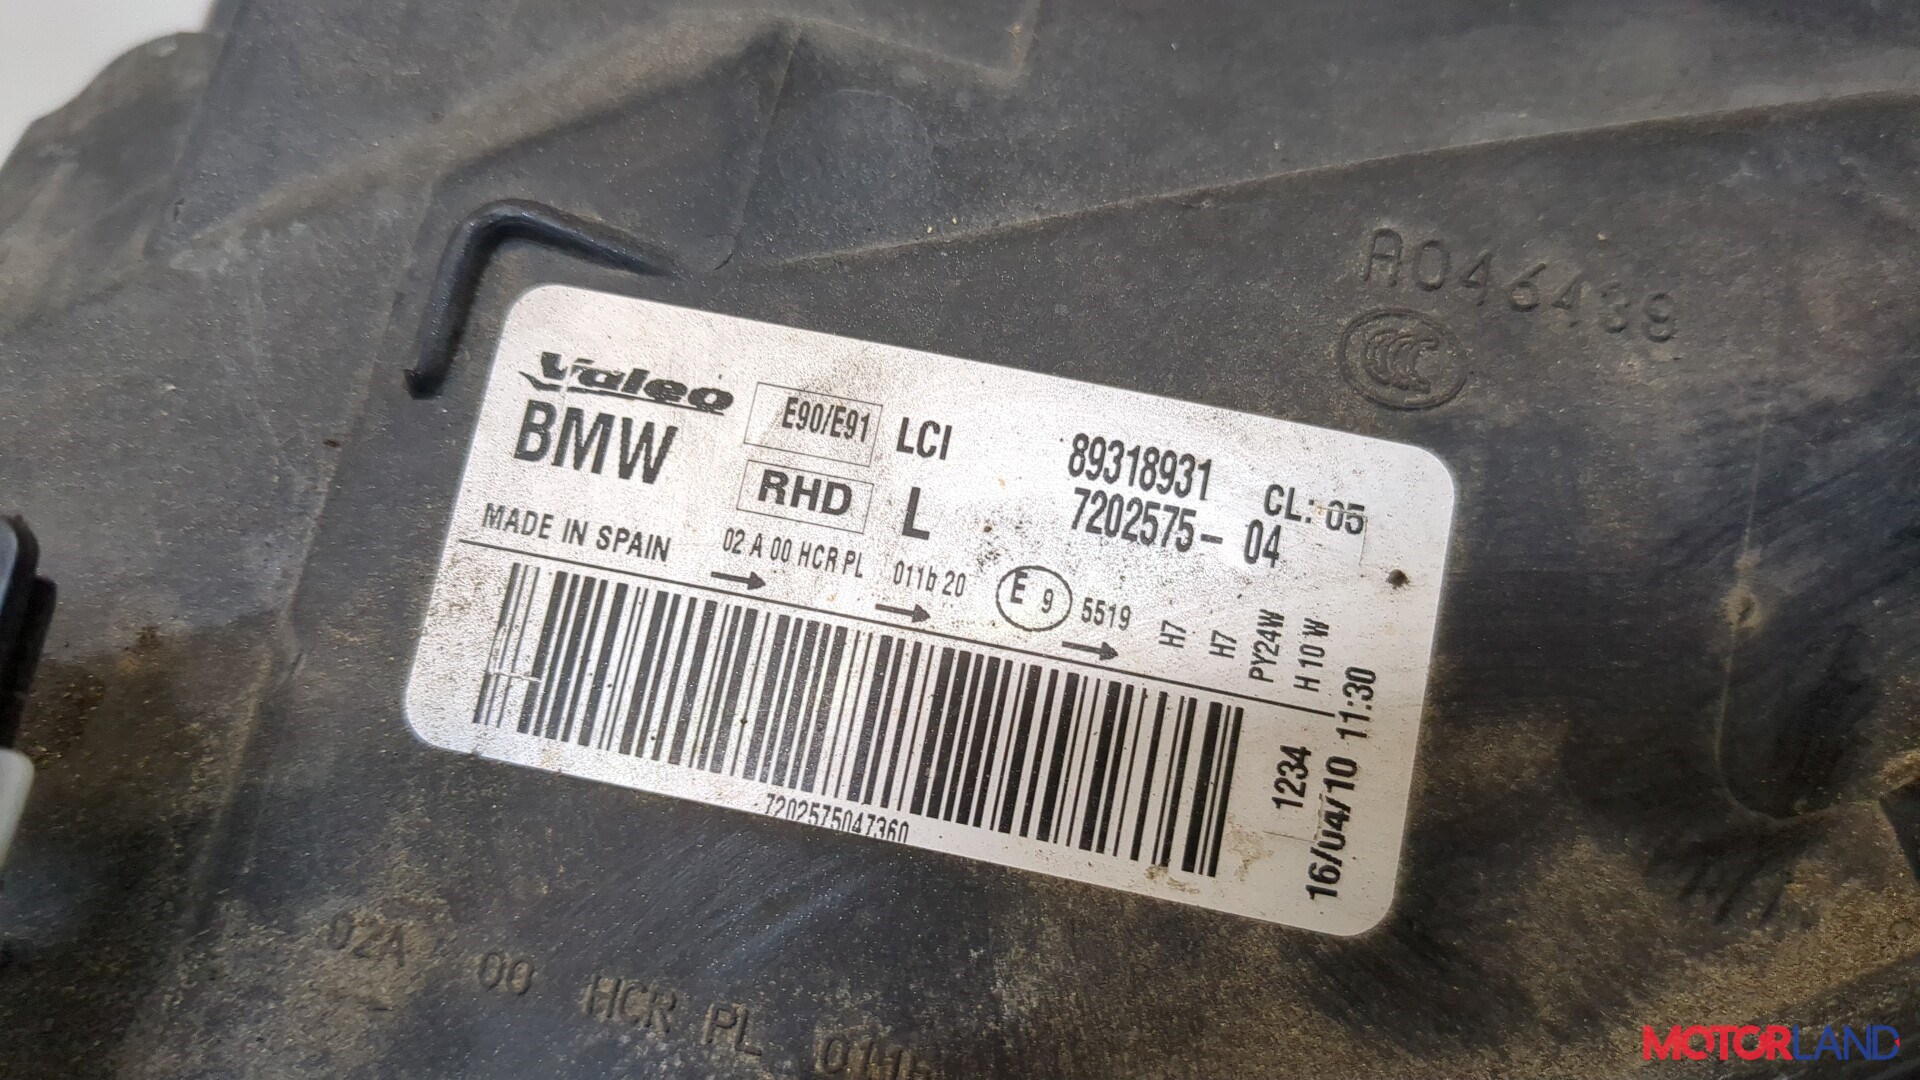 A046439
CCC
Valeo
BMW
E90/E91 LCI
RHD L
89318931
7202575- 04
CL: 05
MADE IN SPAIN
02 A 00 HCR PL 011b 20 E 9 5519
H7
H7
PY24W
H 10 W
1234
16/04/10 11:30
7202575047360
02A 00 HCR PL
MOTORLAND